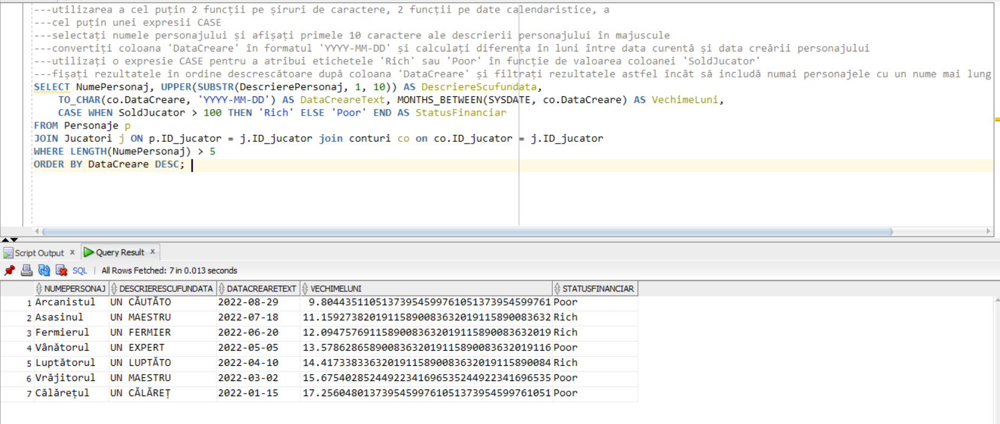 ---utilizarea a cel puțin 2 funcții pe șiruri de caractere, 2 funcții pe date calendaristice, a
---cel puțin unei expresii CASE
---selectați numele personajului și afișați primele 10 caractere ale descrierii personajului în majuscule
---convertiți coloana 'DataCreare' în formatul 'YYYY-MM-DD' și calculați diferența în luni între data curentă și data creării personajului
---utilizați o expresie CASE pentru a atribui etichetele 'Rich' sau 'Poor' în funcție de valoarea coloanei 'SoldJucator'
---fișați rezultatele în ordine descrescătoare după coloana 'DataCreare' și filtrați rezultatele astfel încât să includă numai personajele cu un nume mai lung
SELECT NumePersonaj, UPPER(SUBSTR(DescrierePersonaj, 1, 10)) AS DescriereScufundata,
TO_CHAR(co.DataCreare, 'YYYY-MM-DD') AS DataCreareText, MONTHS_BETWEEN(SYSDATE, co.DataCreare) AS VechimeLuni,
CASE WHEN SoldJucator > 100 THEN 'Rich' ELSE 'Poor' END AS StatusFinanciar
FROM Personaje p
JOIN Jucatori j ON p.ID_jucator = j.ID_jucator join conturi co on co.ID_jucator = j.ID_jucator
WHERE LENGTH(NumePersonaj) > 5
ORDER BY DataCreare DESC;
Script Output x Query Result x
SQL | All Rows Fetched: 7 in 0.013 seconds
NUMEPERSONAJ DESCRIERESCUFUNDATA DATACREARETEXT VECHIMELUNI STATUSFINANCIAR
1 Arcanistul UN CĂUTĂTO 2022-08-29 9.80443511051373954599761051373954599761 Poor
2 Asasinul UN MAESTRU 2022-07-18 11.15927382019115890083632019115890083632 Rich
3 Fermierul UN FERMIER 2022-06-20 12.09475769115890083632019115890083632019 Rich
4 Vânătorul UN EXPERT 2022-05-05 13.57862865890083632019115890083632019116 Poor
5 Luptătorul UN LUPTĂTO 2022-04-10 14.41733833632019115890083632019115890084 Rich
6 Vrăjitorul UN MAESTRU 2022-03-02 15.6754028524492234169653524492234169653​5 Poor
7 Călărețul UN CĂLĂREȚ 2022-01-15 17.2560480137395459976105137395459976105​1 Poor